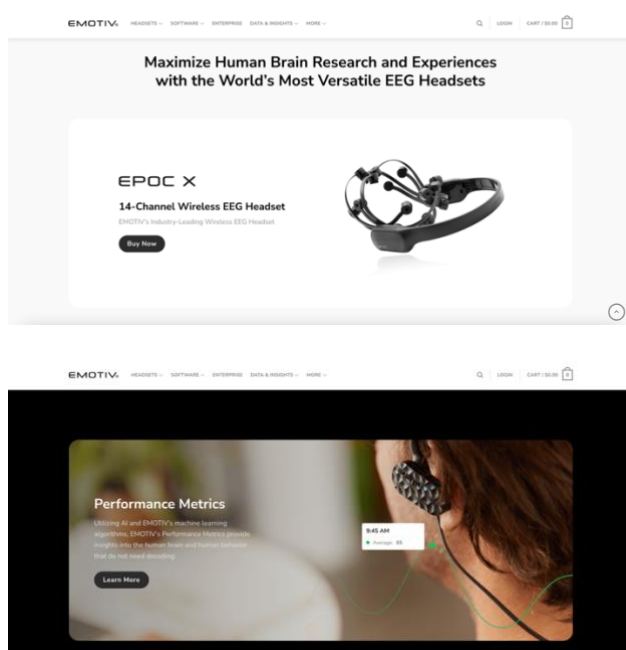 EMOTIV. HEADSETS SOFTWARE ENTERPRISE DATA & INSIGHTS MORE LOGIN CART / $0.00 0
Maximize Human Brain Research and Experiences
with the World's Most Versatile EEG Headsets
EPOC X
14-Channel Wireless EEG Headset
EMOTIV's Industry-Leading Wireless EEG Headset
Buy Now
EMOTIV. HEADSETS SOFTWARE ENTERPRISE DATA & INSIGHTS MORE LOGIN CART / $0.00 0
Performance Metrics
Utilizing AI and EMOTIV's machine learning
algorithms, EMOTIV's Performance Metrics provide
insights into the human brain and human behavior
that do not need decoding.
Learn More
9:45 AM
Average: 85